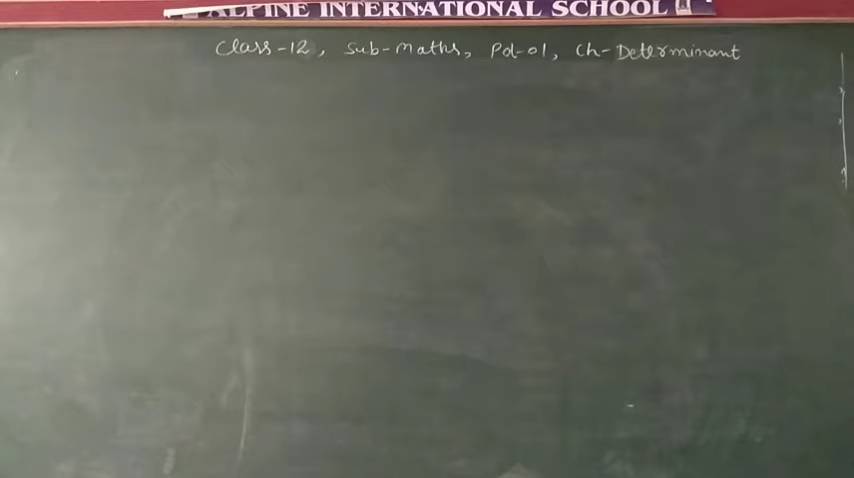 ALPINE INTERNATIONAL SCHOOL
Class-12, Sub-Maths, Pd-01, Ch-Determinant